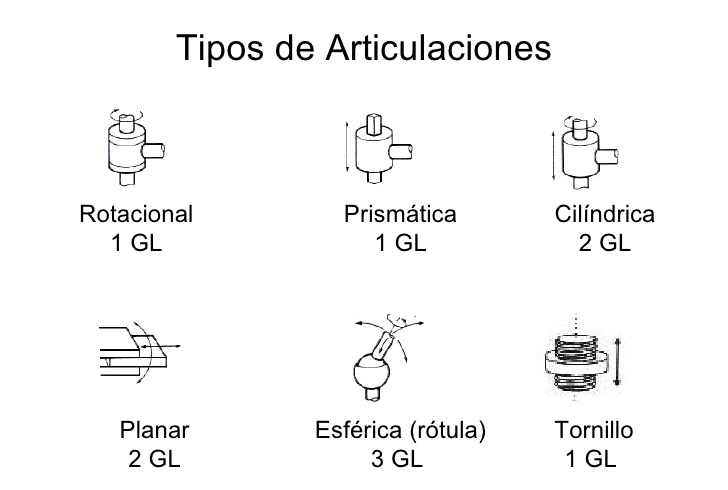 Tipos de Articulaciones
Rotacional
1 GL
Prismática
1 GL
Cilíndrica
2 GL
Planar
2 GL
Esférica (rótula)
3 GL
Tornillo
1 GL